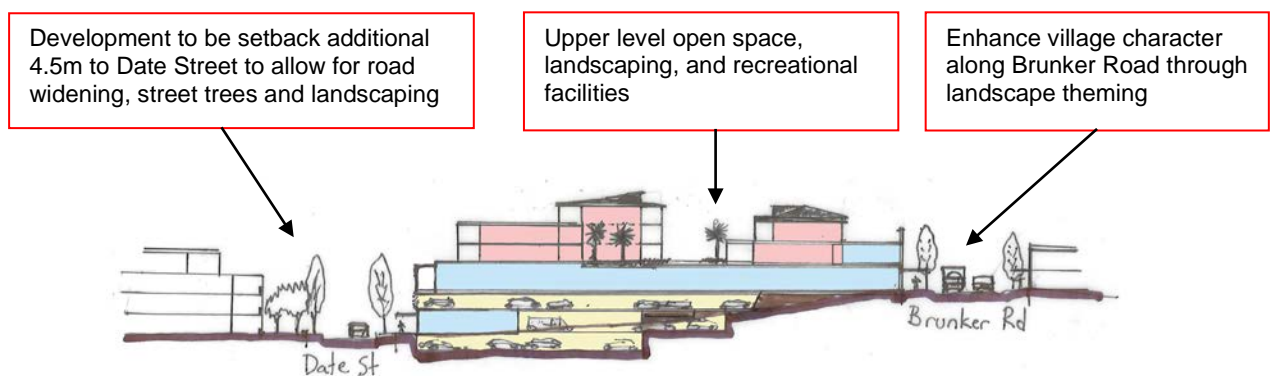 Development to be setback additional
4.5m to Date Street to allow for road
widening, street trees and landscaping
Upper level open space,
landscaping, and recreational
facilities
Enhance village character
along Brunker Road through
landscape theming
Date St
Brunker Rd